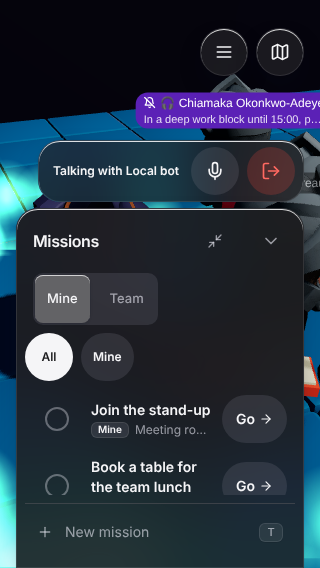 Chiamaka Okonkwo-Adeye
In a deep work block until 15:00, p...
Talking with Local bot
Missions
Mine
Team
All
Mine
Join the stand-up
Mine
Meeting ro...
Go →
Book a table for
the team lunch
Go →
+ New mission
T